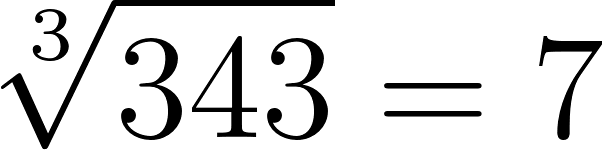 ∛343 = 7